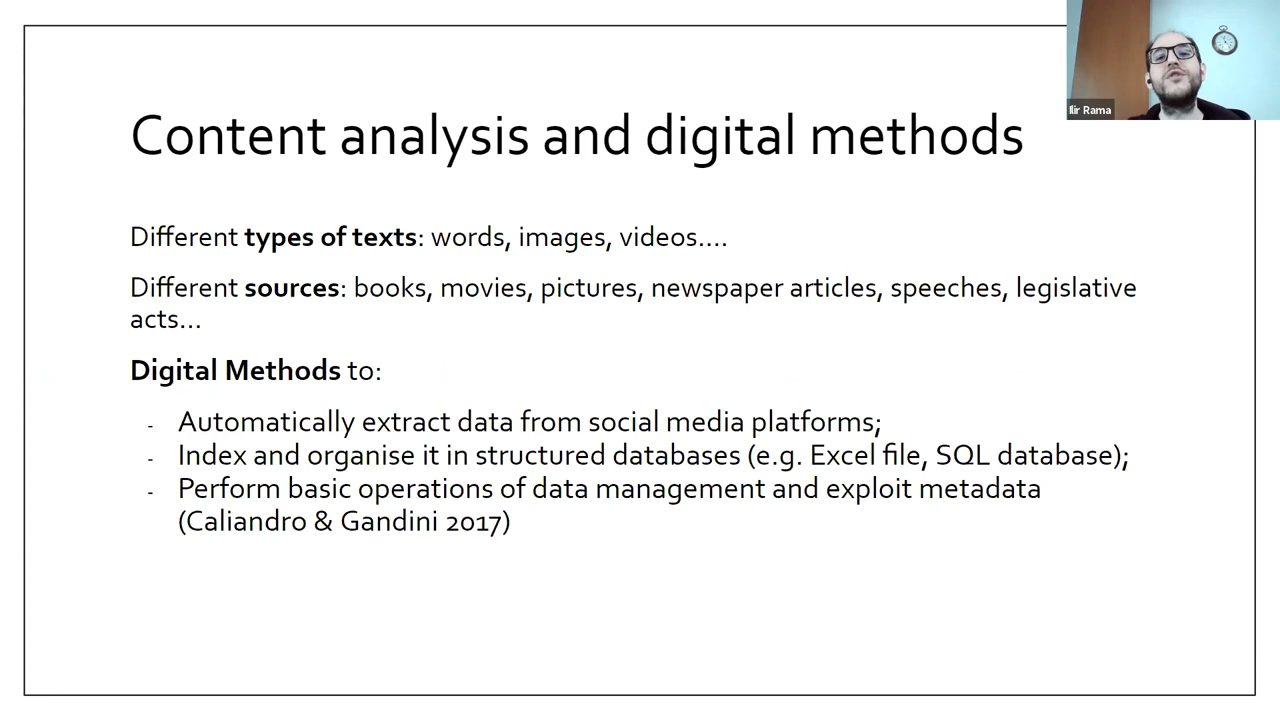 Content analysis and digital methods
Ilir Rama
Different types of texts: words, images, videos....
Different sources: books, movies, pictures, newspaper articles, speeches, legislative
acts...
Digital Methods to:
- Automatically extract data from social media platforms;
- Index and organise it in structured databases (e.g. Excel file, SQL database);
- Perform basic operations of data management and exploit metadata
(Caliandro & Gandini 2017)